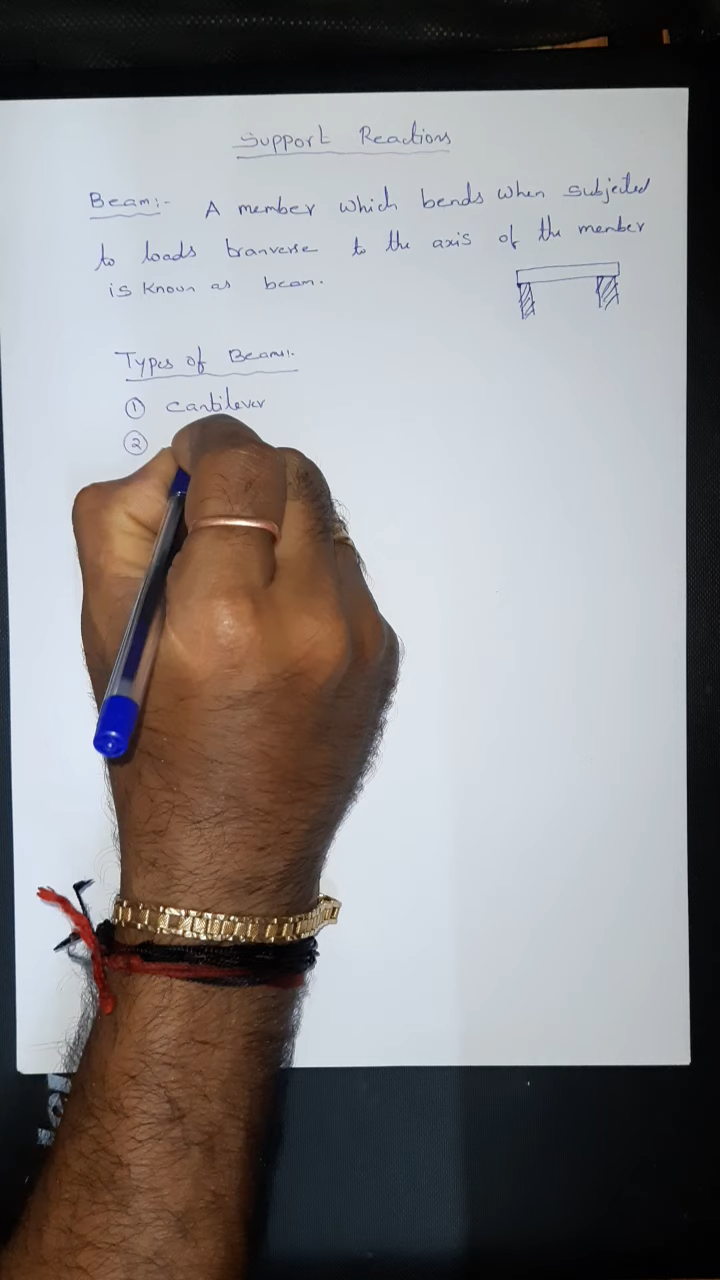 Support Reactions
Beam:- A member which bends when subjected
to loads tranverse to the axis of the member
is known as beam.
Types of Beams:-
① Cantilever
②